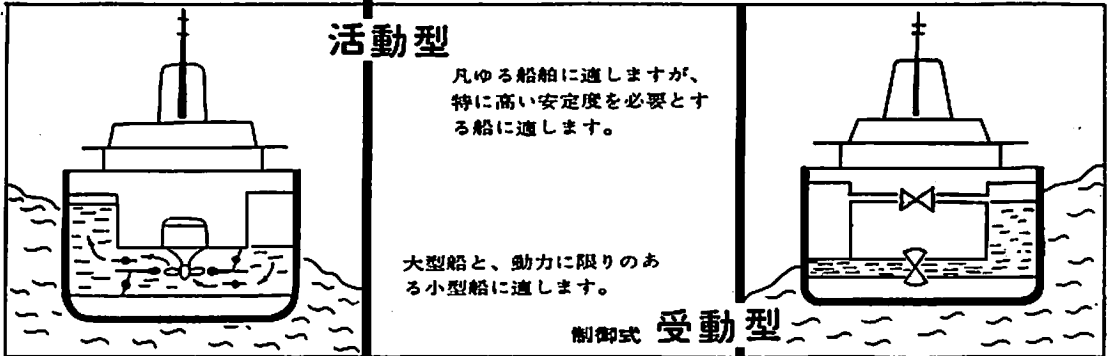 活動型
凡ゆる船舶に適しますが、
特に高い安定度を必要とす
る船に適します。
大型船と、動力に限りのあ
る小型船に適します。
制御式 受動型